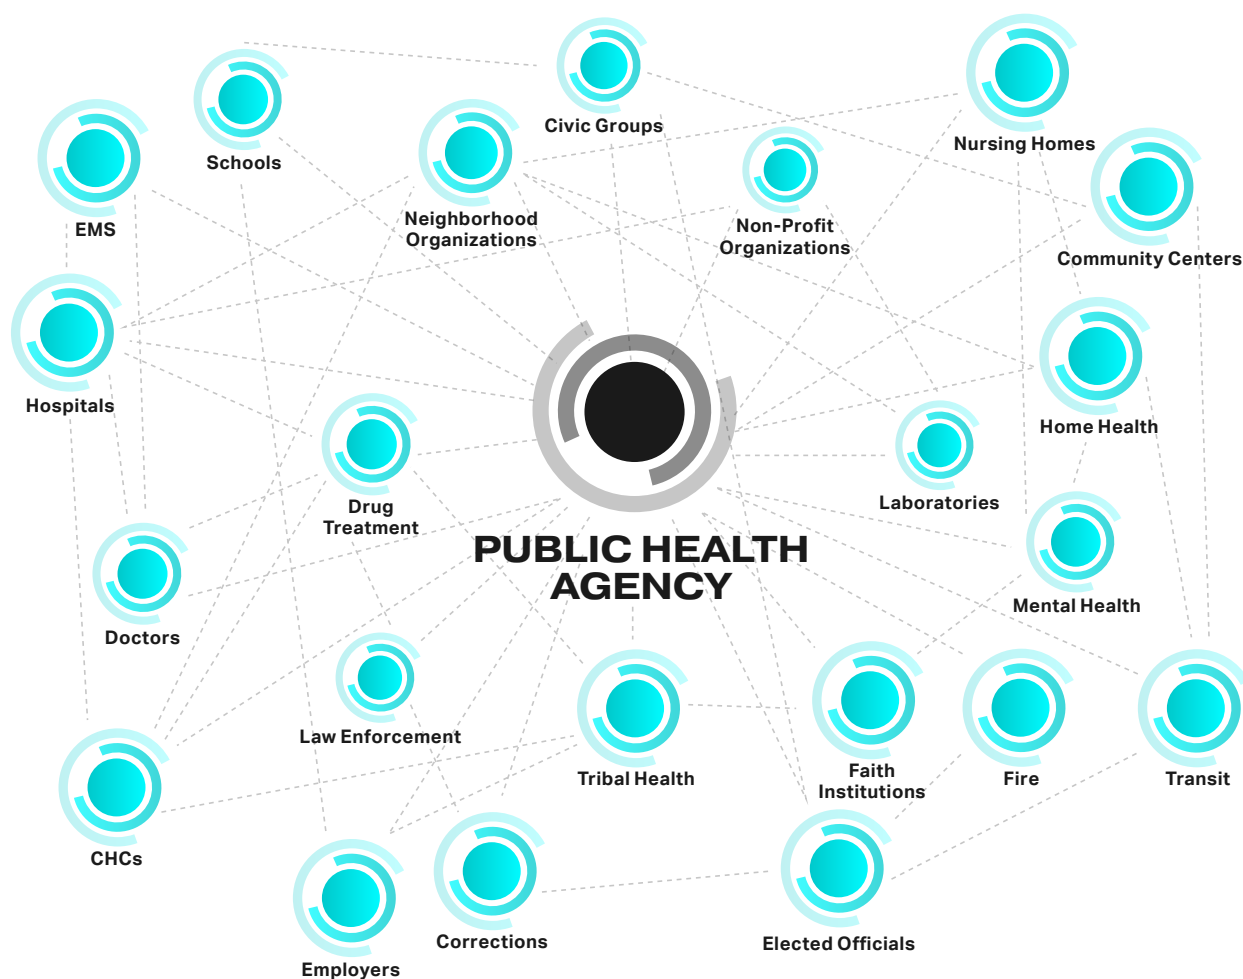 Civic Groups
Nursing Homes
Schools
Neighborhood
Organizations
Non-Profit
Organizations
EMS
Community Centers
Hospitals
Home Health
Drug
Treatment
Laboratories
PUBLIC HEALTH
AGENCY
Mental Health
Doctors
Law Enforcement
Tribal Health
Faith
Institutions
Fire
Transit
CHCs
Corrections
Elected Officials
Employers